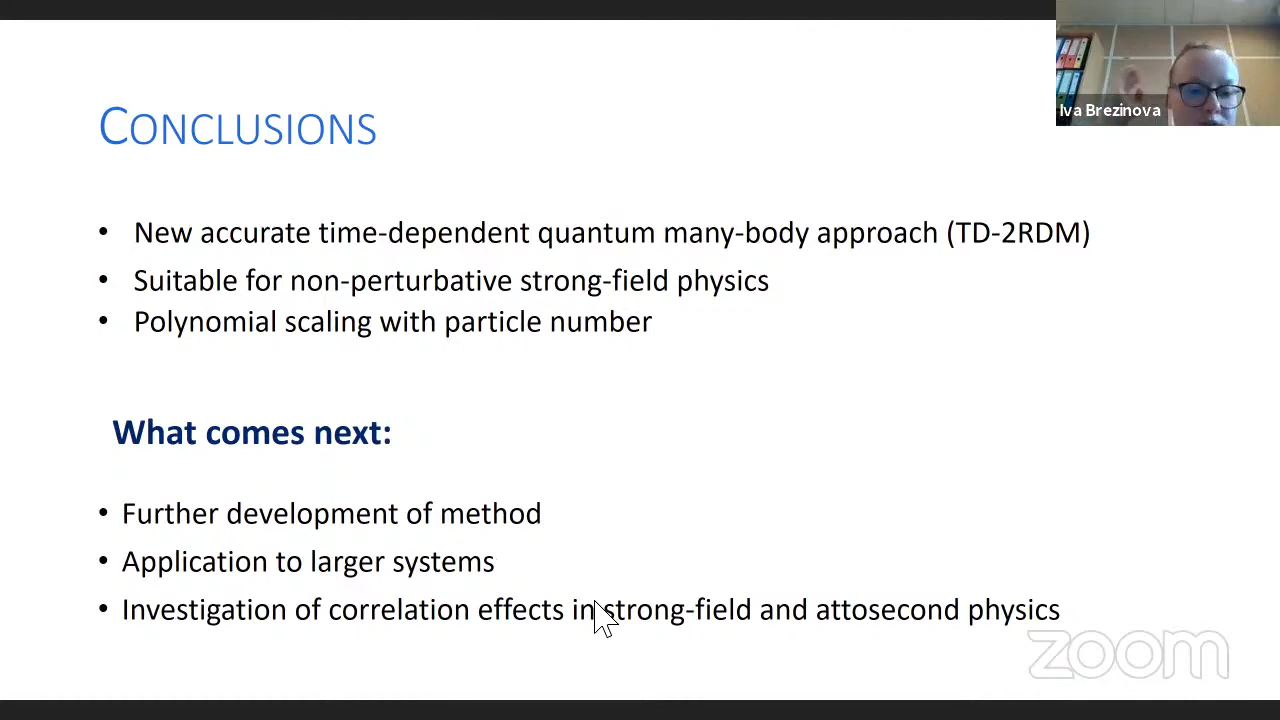 Iva Brezinova
CONCLUSIONS
• New accurate time-dependent quantum many-body approach (TD-2RDM)
• Suitable for non-perturbative strong-field physics
• Polynomial scaling with particle number
What comes next:
• Further development of method
• Application to larger systems
• Investigation of correlation effects in strong-field and attosecond physics
zoom